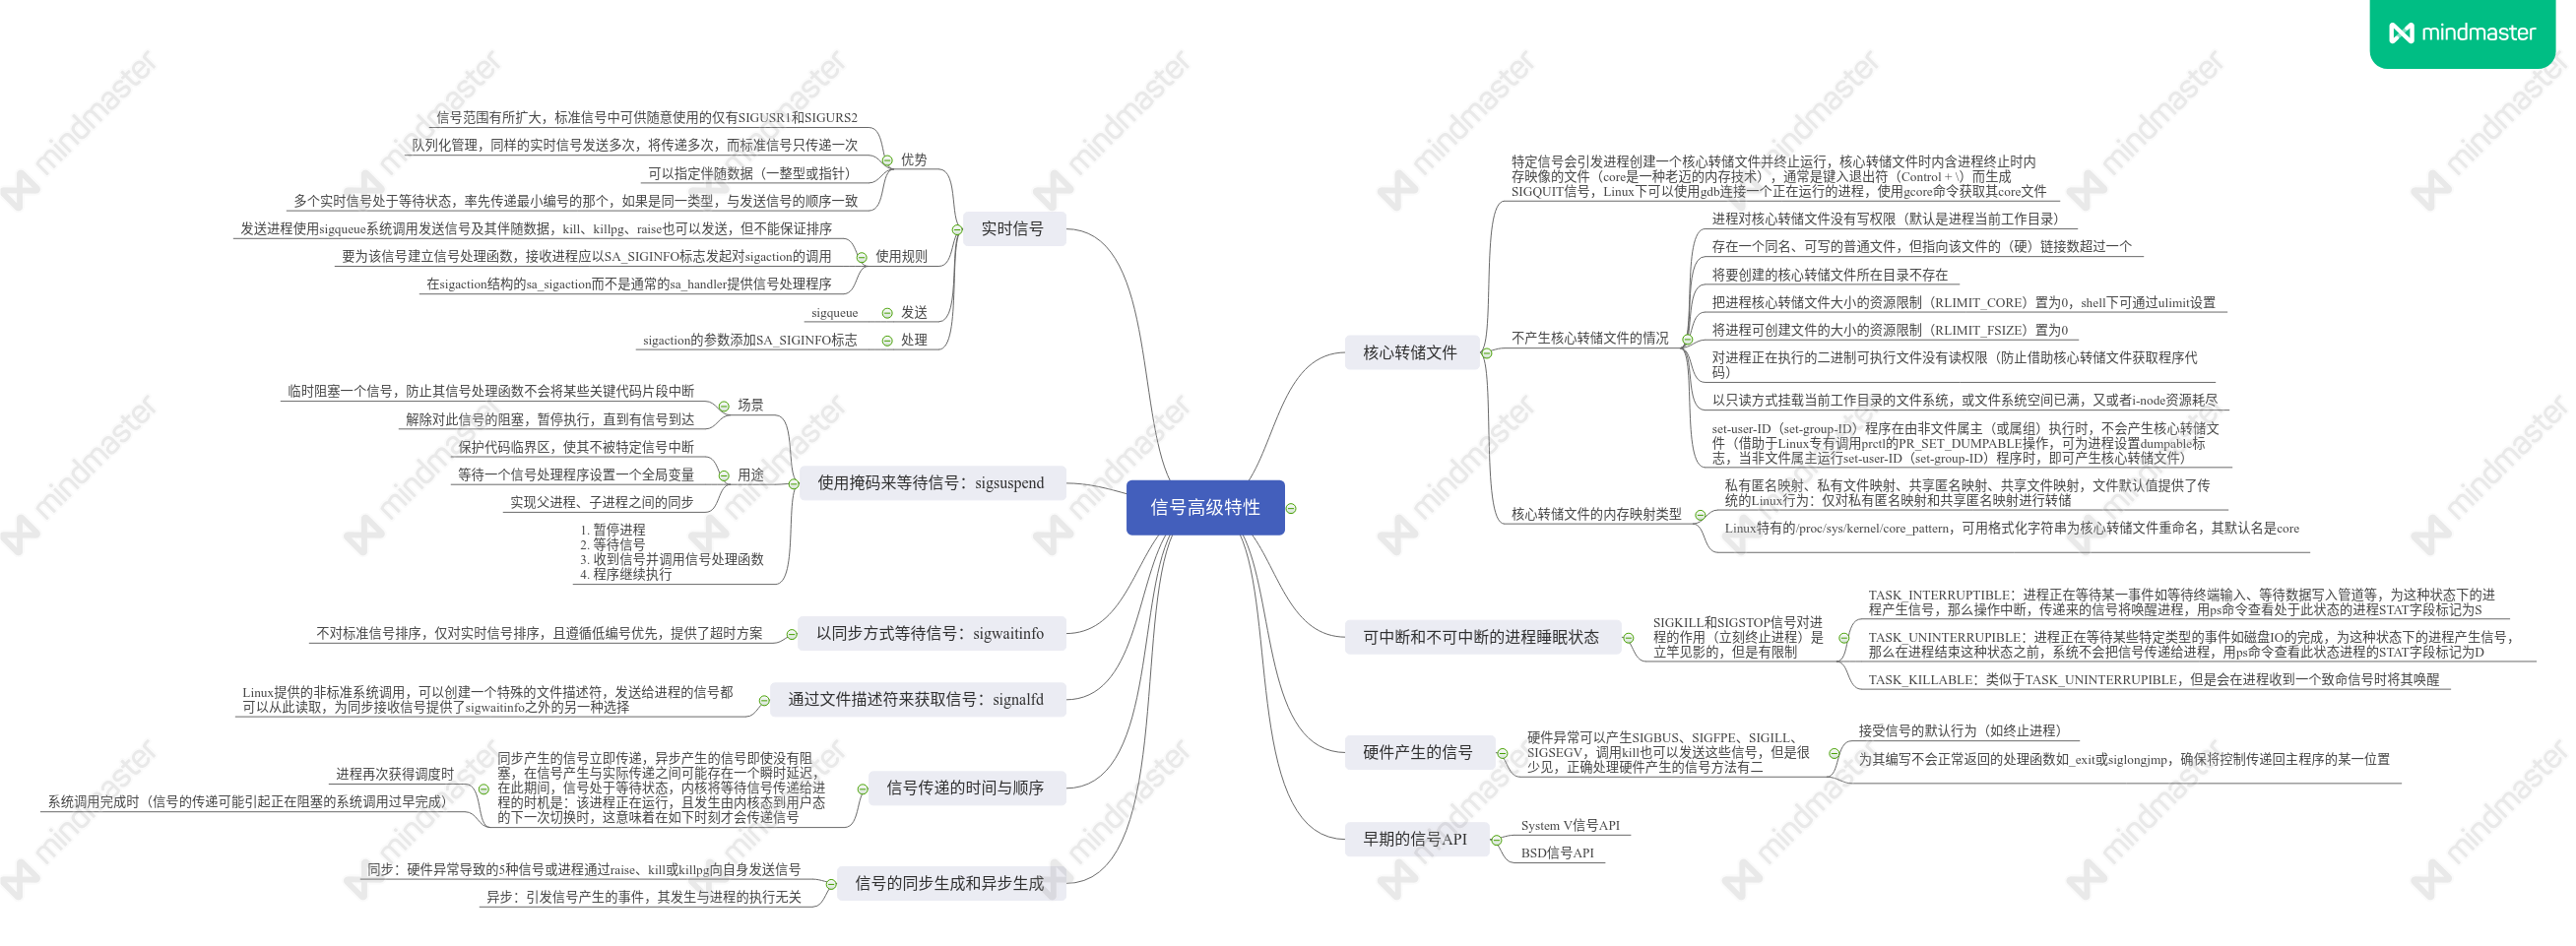 mindmaster
信号高级特性
核心转储文件
特定信号会引发进程创建一个核心转储文件并终止运行，核心转储文件时内含进程终止时内
存映像的文件（core是一种老迈的内存技术），通常是键入退出符（Control + \）而生成
SIGQUIT信号，Linux下可以使用gdb连接一个正在运行的进程，使用gcore命令获取其core文件
不产生核心转储文件的情况
进程对核心转储文件没有写权限（默认是进程当前工作目录）
存在一个同名、可写的普通文件，但指向该文件的（硬）链接数超过一个
将要创建的核心转储文件所在目录不存在
把进程核心转储文件大小的资源限制（RLIMIT_CORE）置为0，shell下可通过ulimit设置
将进程可创建文件的大小的资源限制（RLIMIT_FSIZE）置为0
对进程正在执行的二进制可执行文件没有读权限（防止借助核心转储文件获取程序代
码）
以只读方式挂载当前工作目录的文件系统，或文件系统空间已满，又或者i-node资源耗尽
set-user-ID（set-group-ID）程序在由非文件属主（或属组）执行时，不会产生核心转储文
件（借助于Linux专有调用prctl的PR_SET_DUMPABLE操作，可为进程设置dumpable标
志，当非文件属主运行set-user-ID（set-group-ID）程序时，即可产生核心转储文件）
核心转储文件的内存映射类型
私有匿名映射、私有文件映射、共享匿名映射、共享文件映射，文件默认值提供了传
统的Linux行为：仅对私有匿名映射和共享匿名映射进行转储
Linux特有的/proc/sys/kernel/core_pattern，可用格式化字符串为核心转储文件重命名，其默认名是core
可中断和不可中断的进程睡眠状态
SIGKILL和SIGSTOP信号对进
程的作用（立刻终止进程）是
立竿见影的，但是有限制
TASK_INTERRUPTIBLE：进程正在等待某一事件如等待终端输入、等待数据写入管道等，为这种状态下的进
程产生信号，那么操作中断，传递来的信号将唤醒进程，用ps命令查看处于此状态的进程STAT字段标记为S
TASK_UNINTERRUPIBLE：进程正在等待某些特定类型的事件如磁盘IO的完成，为这种状态下的进程产生信号，
那么在进程结束这种状态之前，系统不会把信号传递给进程，用ps命令查看此状态进程的STAT字段标记为D
TASK_KILLABLE：类似于TASK_UNINTERRUPIBLE，但是会在进程收到一个致命信号时将其唤醒
硬件产生的信号
硬件异常可以产生SIGBUS、SIGFPE、SIGILL、
SIGSEGV，调用kill也可以发送这些信号，但是很
少见，正确处理硬件产生的信号方法有二
接受信号的默认行为（如终止进程）
为其编写不会正常返回的处理函数如_exit或siglongjmp，确保将控制传递回主程序的某一位置
早期的信号API
System V信号API
BSD信号API
实时信号
优势
信号范围有所扩大，标准信号中可供随意使用的仅有SIGUSR1和SIGURS2
队列化管理，同样的实时信号发送多次，将传递多次，而标准信号只传递一次
可以指定伴随数据（一整型或指针）
多个实时信号处于等待状态，率先传递最小编号的那个，如果是同一类型，与发送信号的顺序一致
使用规则
发送进程使用sigqueue系统调用发送信号及其伴随数据，kill、killpg、raise也可以发送，但不能保证排序
要为该信号建立信号处理函数，接收进程应以SA_SIGINFO标志发起对sigaction的调用
在sigaction结构的sa_sigaction而不是通常的sa_handler提供信号处理程序
发送
sigqueue
处理
sigaction的参数添加SA_SIGINFO标志
使用掩码来等待信号：sigsuspend
场景
临时阻塞一个信号，防止其信号处理函数不会将某些关键代码片段中断
解除对此信号的阻塞，暂停执行，直到有信号到达
用途
保护代码临界区，使其不被特定信号中断
等待一个信号处理程序设置一个全局变量
实现父进程、子进程之间的同步
1. 暂停进程
2. 等待信号
3. 收到信号并调用信号处理函数
4. 程序继续执行
以同步方式等待信号：sigwaitinfo
不对标准信号排序，仅对实时信号排序，且遵循低编号优先，提供了超时方案
通过文件描述符来获取信号：signalfd
Linux提供的非标准系统调用，可以创建一个特殊的文件描述符，发送给进程的信号都
可以从此读取，为同步接收信号提供了sigwaitinfo之外的另一种选择
信号传递的时间与顺序
同步产生的信号立即传递，异步产生的信号即使没有阻
塞，在信号产生与实际传递之间可能存在一个瞬时延迟，
在此期间，信号处于等待状态，内核将等待信号传递给进
程的时机是：该进程正在运行，且发生由内核态到用户态
的下一次切换时，这意味着在如下时刻才会传递信号
进程再次获得调度时
系统调用完成时（信号的传递可能引起正在阻塞的系统调用过早完成）
信号的同步生成和异步生成
同步：硬件异常导致的5种信号或进程通过raise、kill或killpg向自身发送信号
异步：引发信号产生的事件，其发生与进程的执行无关